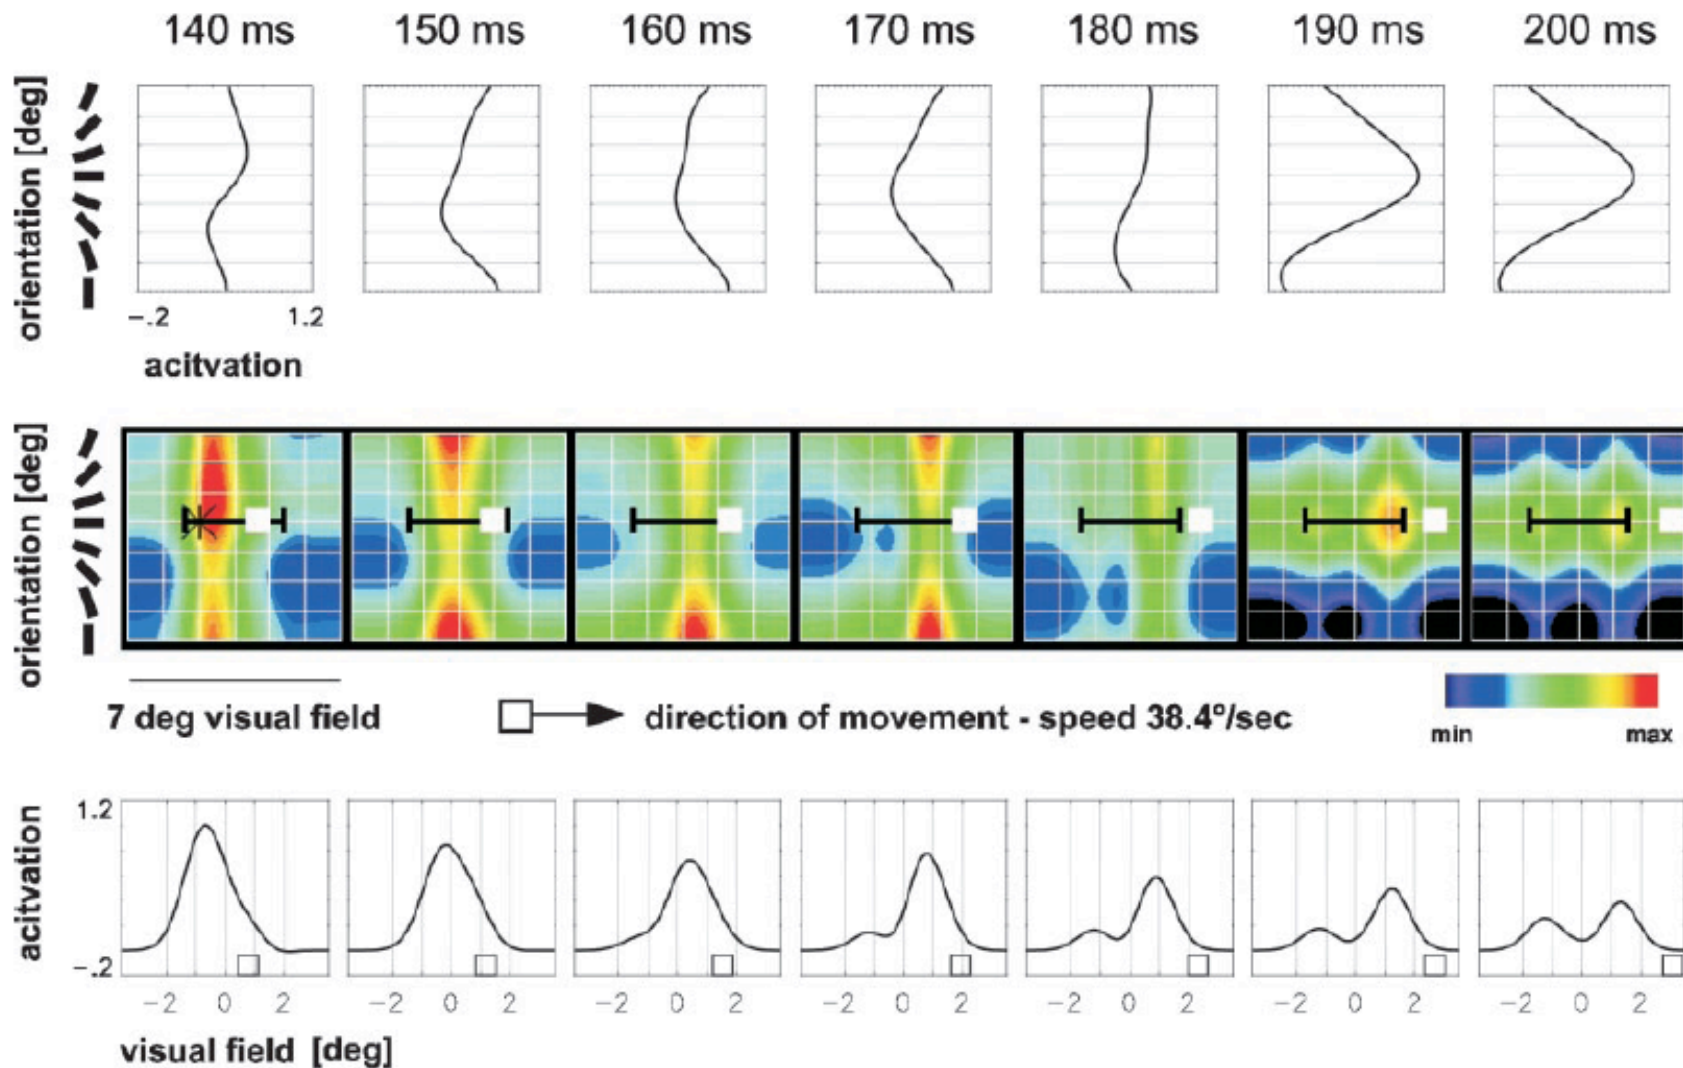 140 ms 150 ms 160 ms 170 ms 180 ms 190 ms 200 ms
orientation [deg]
-.2 1.2
acitvation
orientation [deg]
7 deg visual field
direction of movement - speed 38.4°/sec
min max
acitvation
1.2
-.2
-2 0 2 -2 0 2 -2 0 2 -2 0 2 -2 0 2 -2 0 2 -2 0 2
visual field [deg]